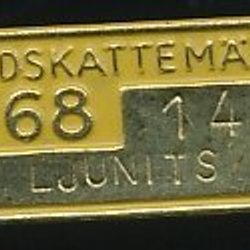 DSKATTEMÄ
68 14
LJUNITS